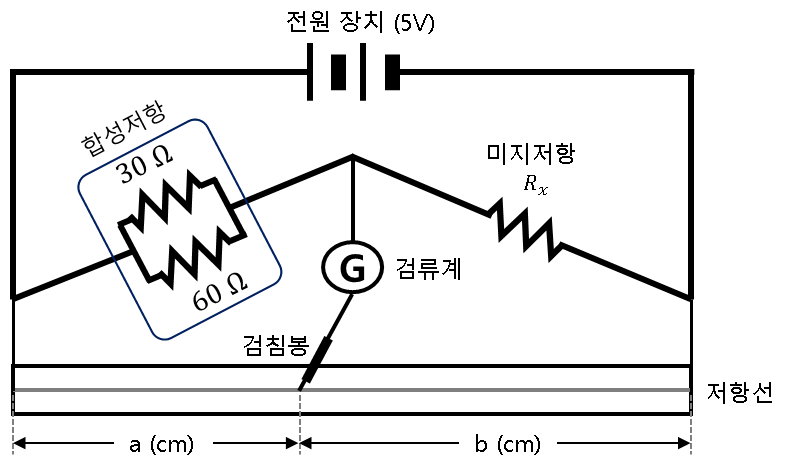 전원 장치 (5V)
합성저항
30 Ω
60 Ω
미지저항
Rₓ
G
검류계
검침봉
저항선
a (cm)
b (cm)